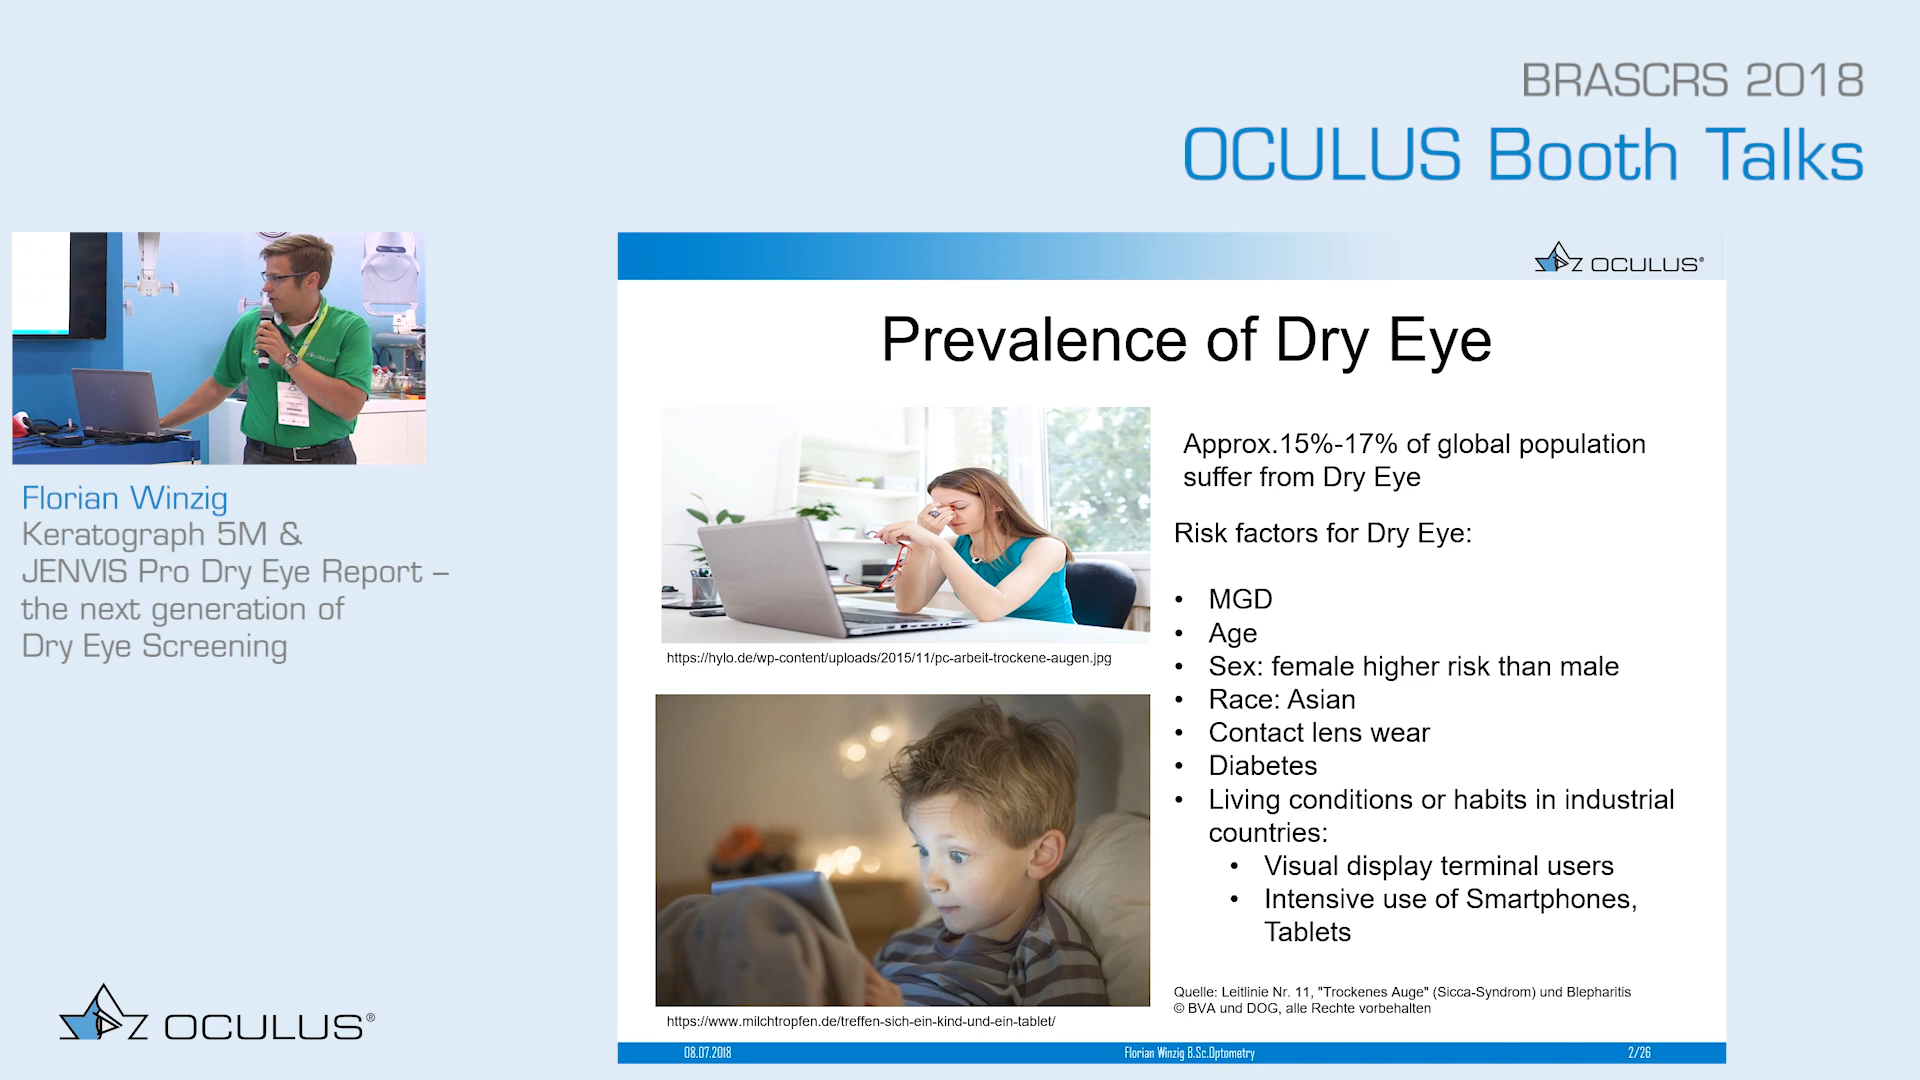 BRASCRS 2018
OCULUS Booth Talks
Florian Winzig
Keratograph 5M &
JENVIS Pro Dry Eye Report –
the next generation of
Dry Eye Screening
OCULUS®
OCULUS®
Prevalence of Dry Eye
https://hylo.de/wp-content/uploads/2015/11/pc-arbeit-trockene-augen.jpg
https://www.milchtropfen.de/treffen-sich-ein-kind-und-ein-tablet/
Approx.15%-17% of global population
suffer from Dry Eye
Risk factors for Dry Eye:
• MGD
• Age
• Sex: female higher risk than male
• Race: Asian
• Contact lens wear
• Diabetes
• Living conditions or habits in industrial
countries:
• Visual display terminal users
• Intensive use of Smartphones,
Tablets
Quelle: Leitlinie Nr. 11, "Trockenes Auge" (Sicca-Syndrom) und Blepharitis
© BVA und DOG, alle Rechte vorbehalten
08.07.2018
Florian Winzig B.Sc.Optometry
2/26